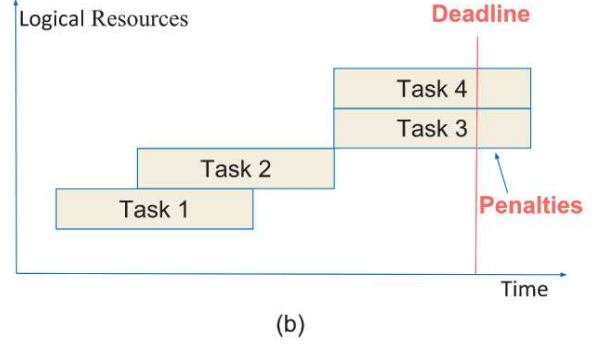 Logical Resources
Deadline
Task 4
Task 3
Task 2
Task 1
Penalties
Time
(b)